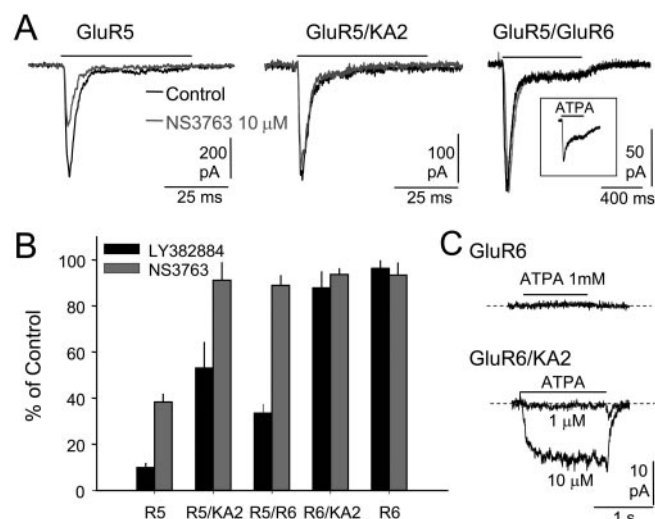 A
GluR5
GluR5/KA2
GluR5/GluR6
Control
NS3763 10 μM
ATPA
200
pA
25 ms
100
pA
25 ms
50
pA
400 ms
B
LY382884
NS3763
% of Control
100
80
60
40
20
0
R5
R5/KA2
R5/R6
R6/KA2
R6
C
GluR6
ATPA 1mM
GluR6/KA2
ATPA
1 μM
10 μM
10
pA
1 s